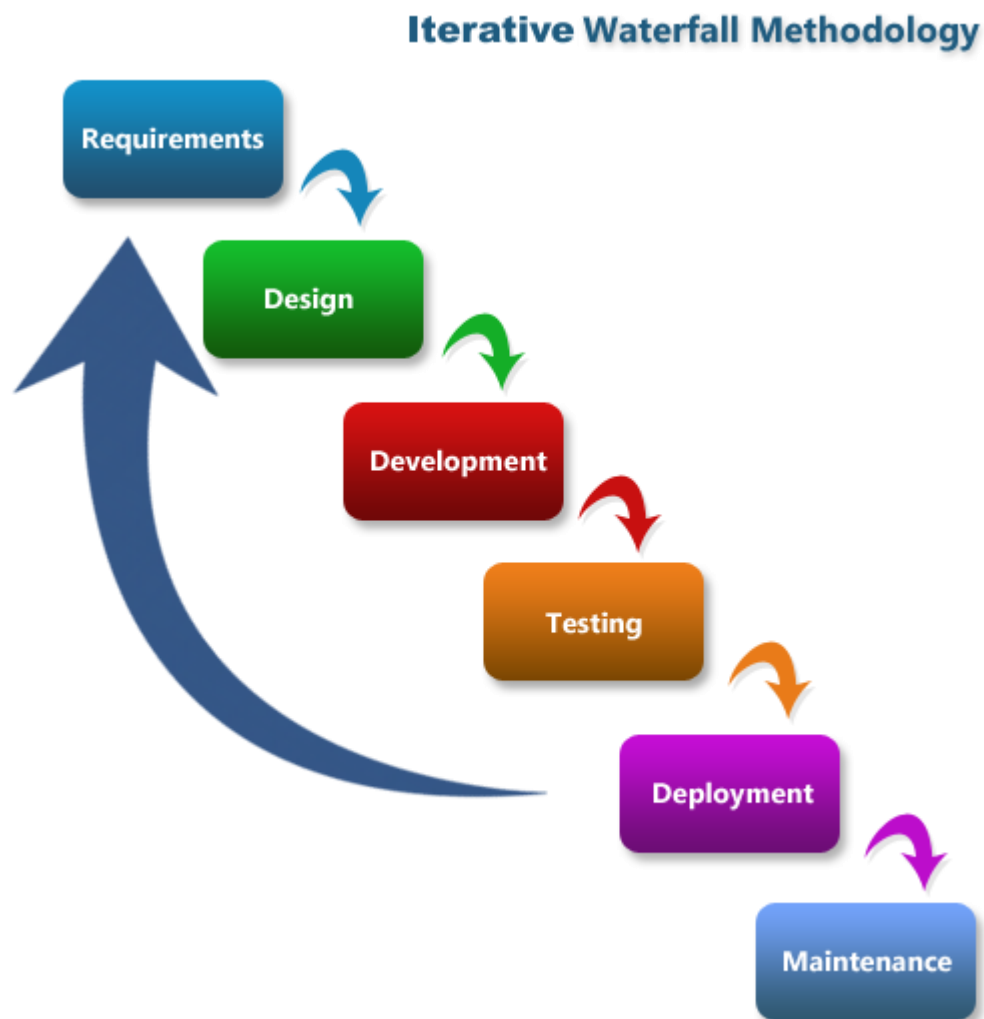 Iterative Waterfall Methodology
Requirements
Design
Development
Testing
Deployment
Maintenance